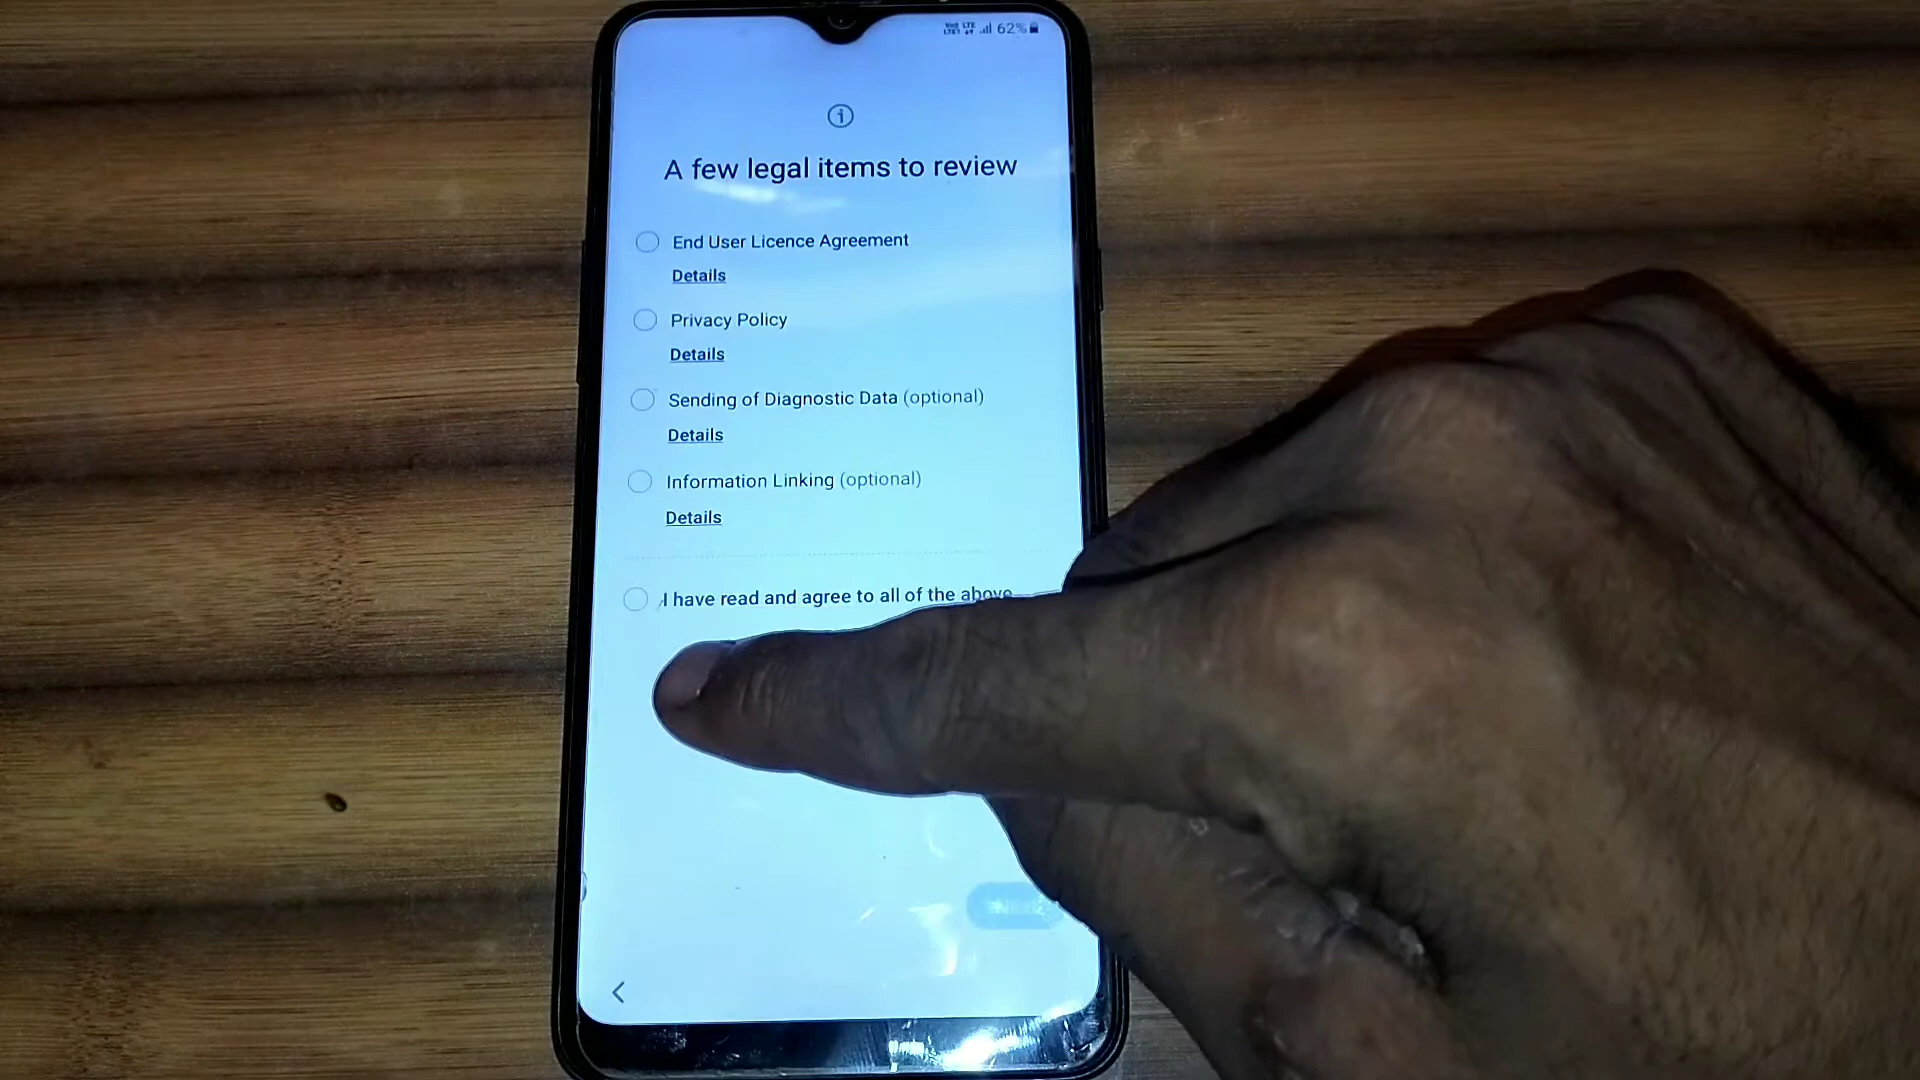 62%
A few legal items to review
End User Licence Agreement
Details
Privacy Policy
Details
Sending of Diagnostic Data (optional)
Details
Information Linking (optional)
Details
I have read and agree to all of the above